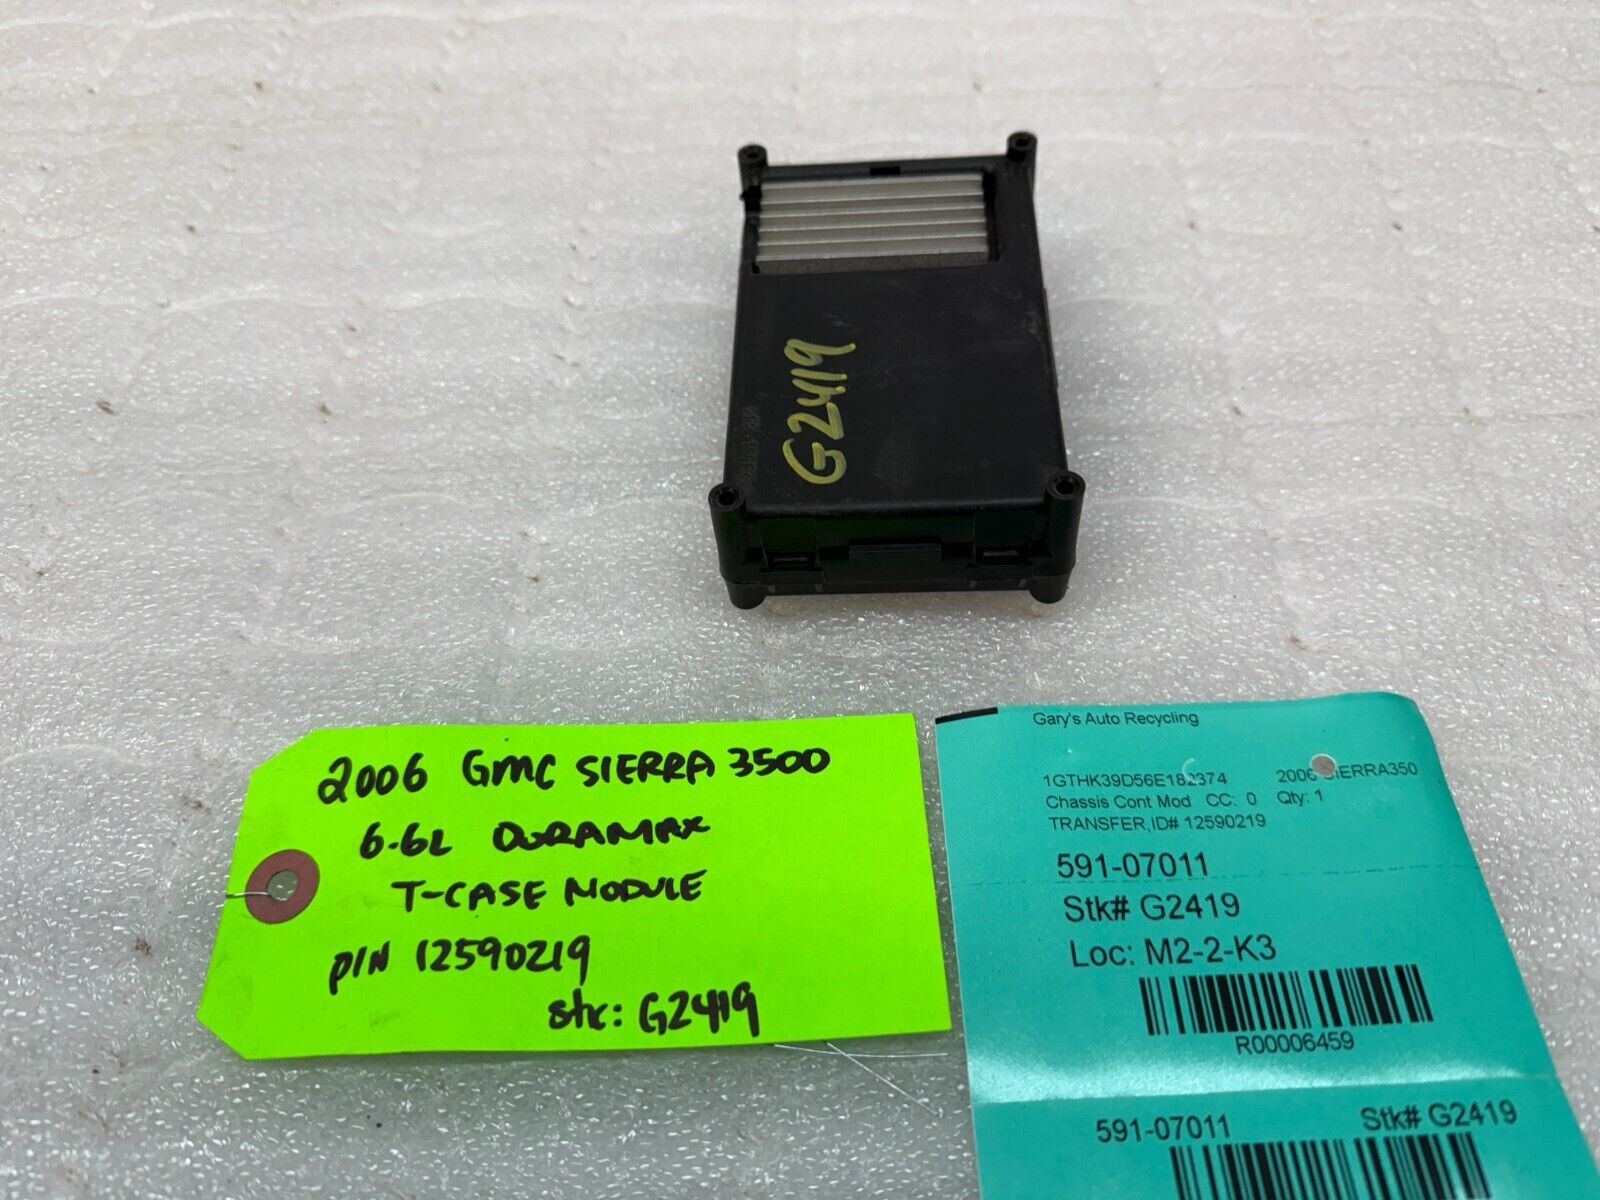 G2419
2006 GMC SIERRA 3500
6.6L DURAMAX
T-CASE MODULE
P/N 12590219
stk: G2419
Gary's Auto Recycling
1GTHK39D56E182374 2006 SIERRA350
Chassis Cont Mod CC: 0 Qty: 1
TRANSFER,ID# 12590219
591-07011
Stk# G2419
Loc: M2-2-K3
R00006459
591-07011 Stk# G2419